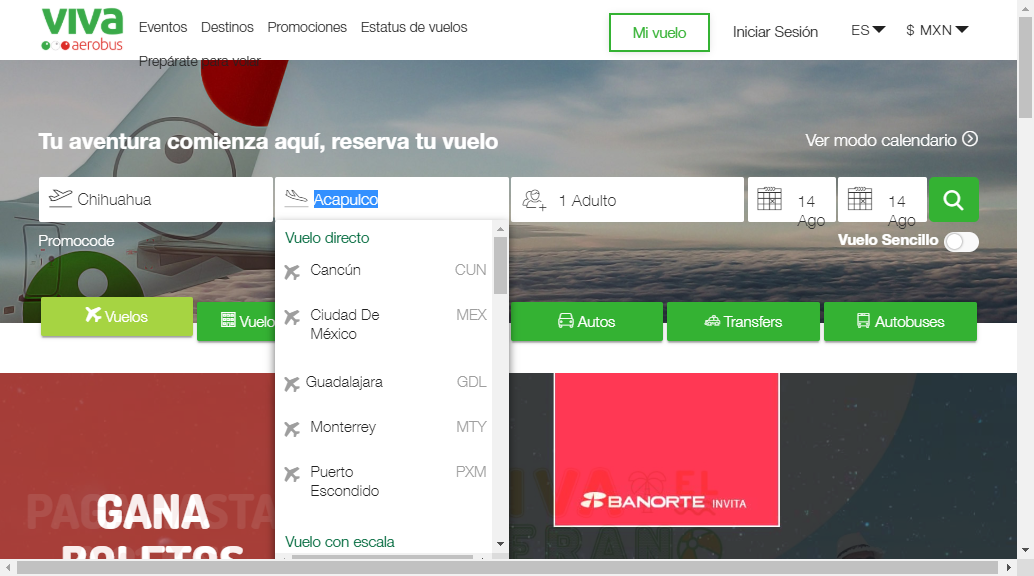 viva
aerobus
Eventos Destinos Promociones Estatus de vuelos
Prepárate para volar
Mi vuelo
Iniciar Sesión
ES
$ MXN
Tu aventura comienza aquí, reserva tu vuelo
Ver modo calendario
Chihuahua
Acapulco
1 Adulto
14
Ago
14
Ago
Promocode
Vuelo Sencillo
Vuelo directo
Cancún CUN
Ciudad De
México
MEX
Guadalajara GDL
Monterrey MTY
Puerto
Escondido
PXM
Vuelo con escala
Vuelos
Vuelo
Autos
Transfers
Autobuses
GANA
BOLETOS
BANORTE INVITA
VIVA
EL